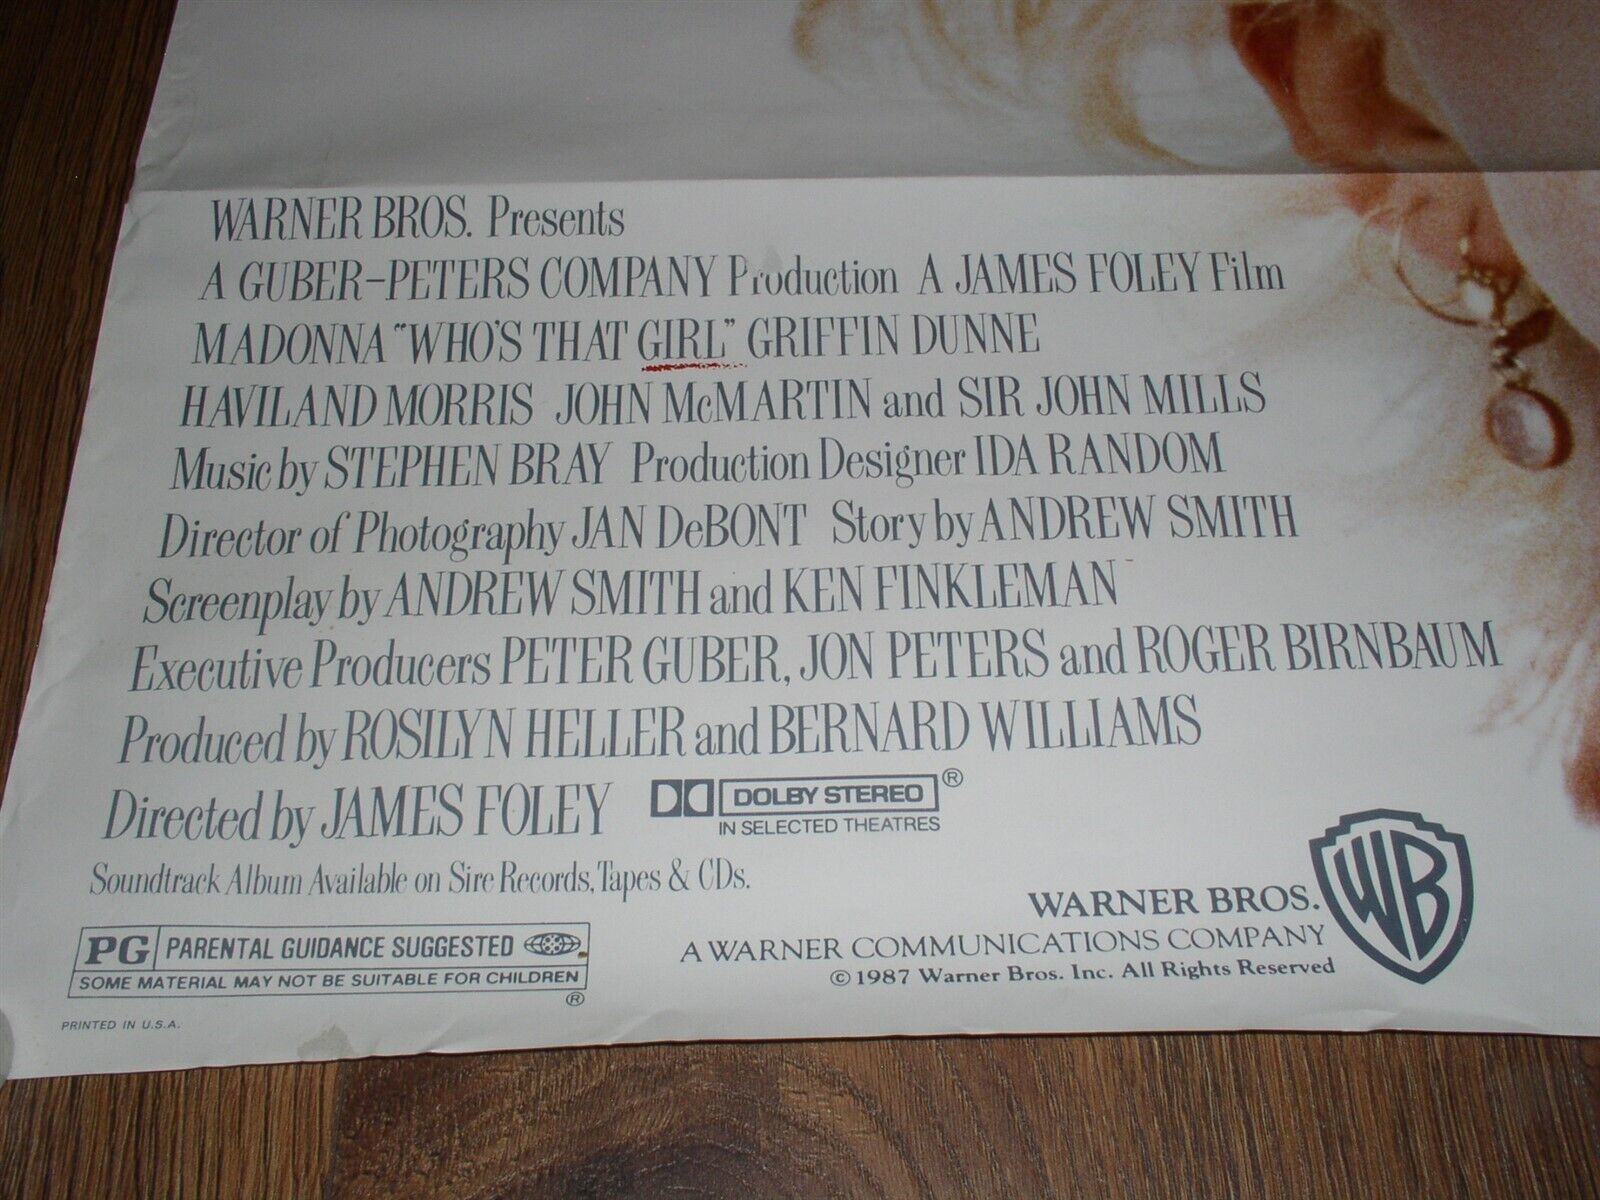 WARNER BROS. Presents
A GUBER-PETERS COMPANY Production A JAMES FOLEY Film
MADONNA "WHO'S THAT GIRL" GRIFFIN DUNNE
HAVILAND MORRIS JOHN McMARTIN and SIR JOHN MILLS
Music by STEPHEN BRAY Production Designer IDA RANDOM
Director of Photography JAN DeBONT Story by ANDREW SMITH
Screenplay by ANDREW SMITH and KEN FINKLEMAN
Executive Producers PETER GUBER, JON PETERS and ROGER BIRNBAUM
Produced by ROSILYN HELLER and BERNARD WILLIAMS
Directed by JAMES FOLEY DOLBY STEREO ®
IN SELECTED THEATRES
Soundtrack Album Available on Sire Records, Tapes & CDs.
PG PARENTAL GUIDANCE SUGGESTED
SOME MATERIAL MAY NOT BE SUITABLE FOR CHILDREN
®
PRINTED IN U.S.A.
WARNER BROS. WB
A WARNER COMMUNICATIONS COMPANY
© 1987 Warner Bros. Inc. All Rights Reserved